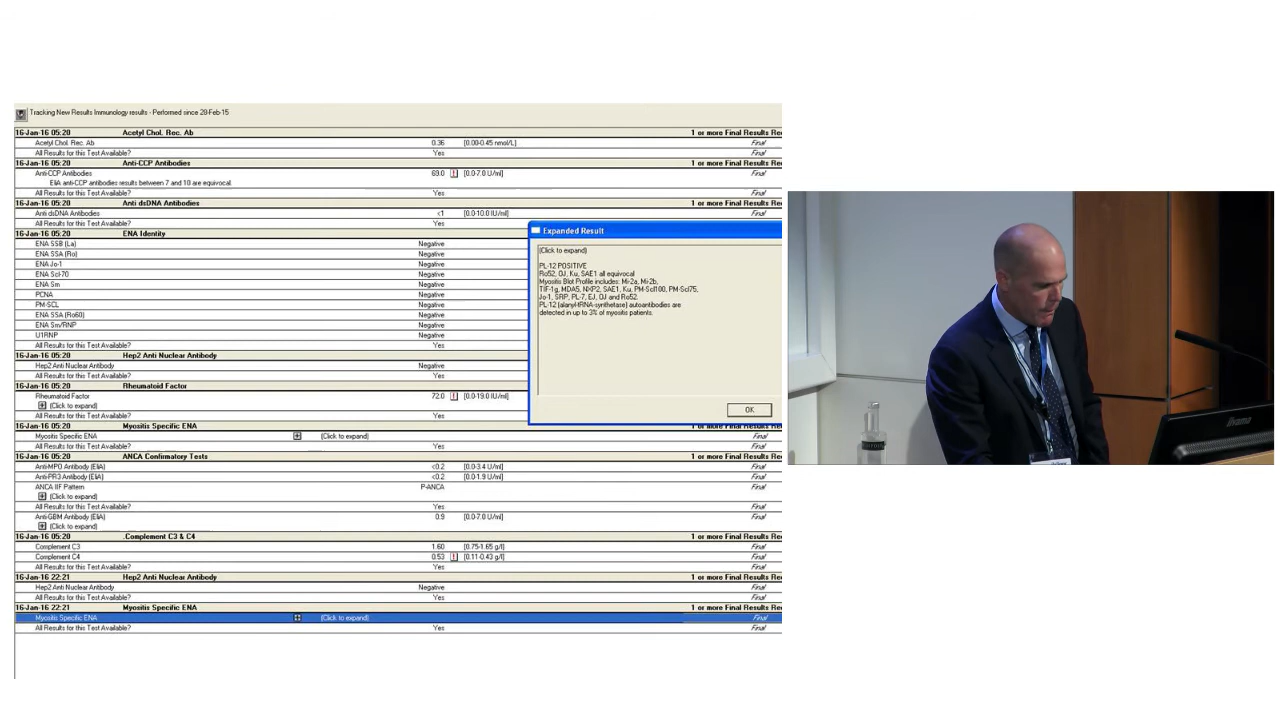 Tracking New Results Immunology results - Performed since 28-Feb-15
16-Jan-16 05:20 Acetyl Chol. Rec. Ab 1 or more Final Results Rec
Acetyl Chol. Rec. Ab 0.36 [0.00-0.45 nmol/L] Final
All Results for this Test Available? Yes Final
16-Jan-16 05:20 Anti-CCP Antibodies 1 or more Final Results Rec
Anti-CCP Antibodies 69.0 ! [0.0-7.0 U/ml] Final
EliA anti-CCP antibodies results between 7 and 10 are equivocal.
All Results for this Test Available? Yes Final
16-Jan-16 05:20 Anti dsDNA Antibodies 1 or more Final Results Rec
Anti dsDNA Antibodies <1 [0.0-10.0 IU/ml] Final
All Results for this Test Available? Yes
16-Jan-16 05:20 ENA Identity
ENA SSB (La) Negative
ENA SSA (Ro) Negative
ENA Jo-1 Negative
ENA Scl-70 Negative
ENA Sm Negative
PCNA Negative
PM-SCL Negative
ENA SSA (Ro60) Negative
ENA Sm/RNP Negative
U1RNP Negative
All Results for this Test Available? Yes
16-Jan-16 05:20 Hep2 Anti Nuclear Antibody
Hep2 Anti Nuclear Antibody Negative
All Results for this Test Available? Yes
16-Jan-16 05:20 Rheumatoid Factor
Rheumatoid Factor 72.0 ! [0.0-19.0 IU/ml]
(Click to expand)
All Results for this Test Available? Yes
16-Jan-16 05:20 Myositis Specific ENA 1 or more Final Results Rec
Myositis Specific ENA (Click to expand) Final
All Results for this Test Available? Yes Final
16-Jan-16 05:20 ANCA Confirmatory Tests 1 or more Final Results Rec
Anti-MPO Antibody (EliA) <0.2 [0.0-3.4 U/ml] Final
Anti-PR3 Antibody (EliA) <0.2 [0.0-1.9 U/ml] Final
ANCA IIF Pattern P-ANCA Final
(Click to expand)
All Results for this Test Available? Yes Final
Anti-GBM Antibody (EliA) 0.9 [0.0-7.0 U/ml] Final
(Click to expand)
16-Jan-16 05:20 .Complement C3 & C4 1 or more Final Results Rec
Complement C3 1.60 [0.75-1.65 g/l] Final
Complement C4 0.53 ! [0.11-0.43 g/l] Final
All Results for this Test Available? Yes Final
16-Jan-16 22:21 Hep2 Anti Nuclear Antibody 1 or more Final Results Rec
Hep2 Anti Nuclear Antibody Negative Final
All Results for this Test Available? Yes Final
16-Jan-16 22:21 Myositis Specific ENA 1 or more Final Results Rec
Myositis Specific ENA (Click to expand) Final
All Results for this Test Available? Yes Final
Expanded Result
(Click to expand)
PL-12 POSITIVE
Ro52, OJ, Ku, SAE1 all equivocal
Myositis Blot Profile includes: Mi-2a, Mi-2b,
TIF-1g, MDA5, NXP2, SAE1, Ku, PM-Scl100, PM-Scl75,
Jo-1, SRP, PL-7, EJ, OJ and Ro52.
PL-12 (alanyl-tRNA-synthetase) autoantibodies are
detected in up to 3% of myositis patients.
OK
iiyama